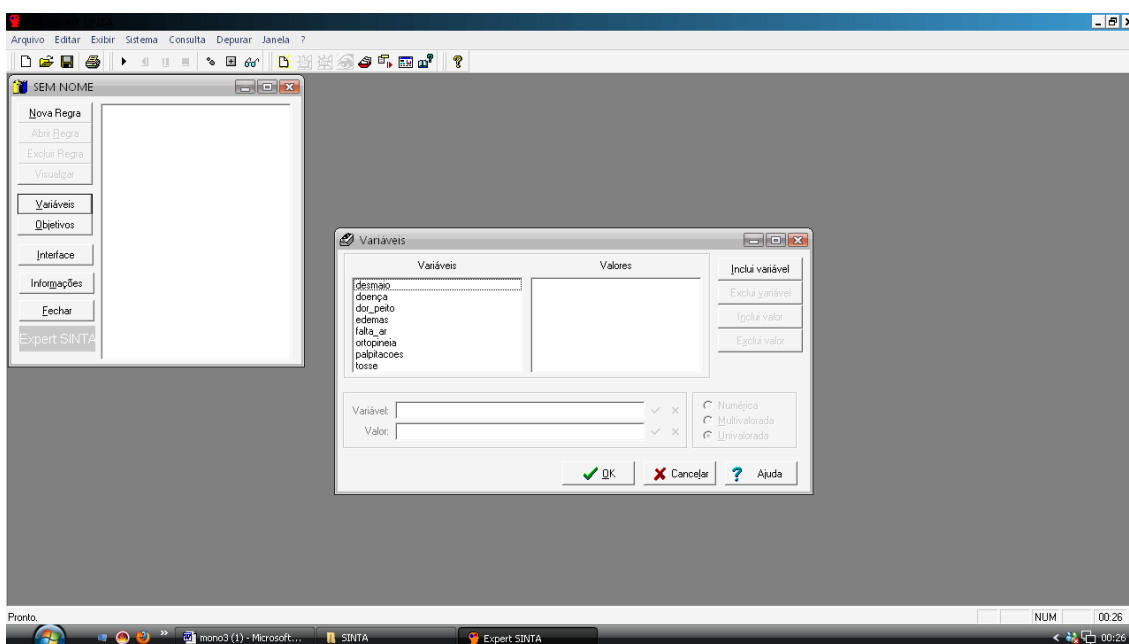 Arquivo Editar Exibir Sistema Consulta Depurar Janela ?
SEM NOME
Nova Regra
Abrir Regra
Excluir Regra
Visualizar
Variáveis
Objetivos
Interface
Informações
Fechar
Expert SINTA
Variáveis
Variáveis Valores
desmaio
doença
dor_peito
edemas
falta_ar
ortopineia
palpitacoes
tosse
Inclui variável
Exclui variável
Inclui valor
Exclui valor
Variável:
Valor:
Numérica
Multivalorada
Univalorada
OK Cancelar Ajuda
Pronto. NUM 00:26
mono3 (1) - Microsoft... SINTA Expert SINTA 00:26